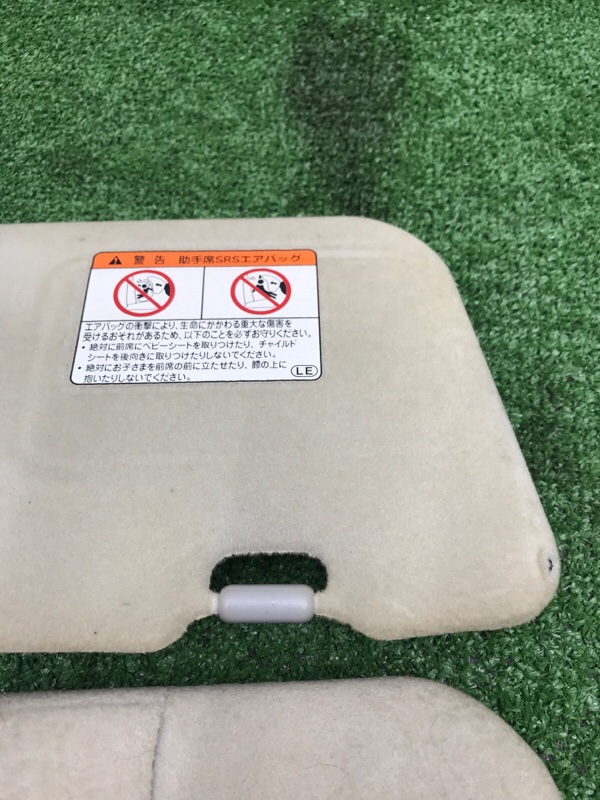 警告 助手席SRSエアバッグ
エアバッグの衝撃により、生命にかかわる重大な傷害を
受けるおそれがあるため、以下のことを必ずお守りください。
・絶対に前席にベビーシートを取りつけたり、チャイルド
シートを後向きに取りつけたりしないでください。
・絶対にお子さまを前席の前に立たせたり、膝の上に
抱いたりしないでください。
LE